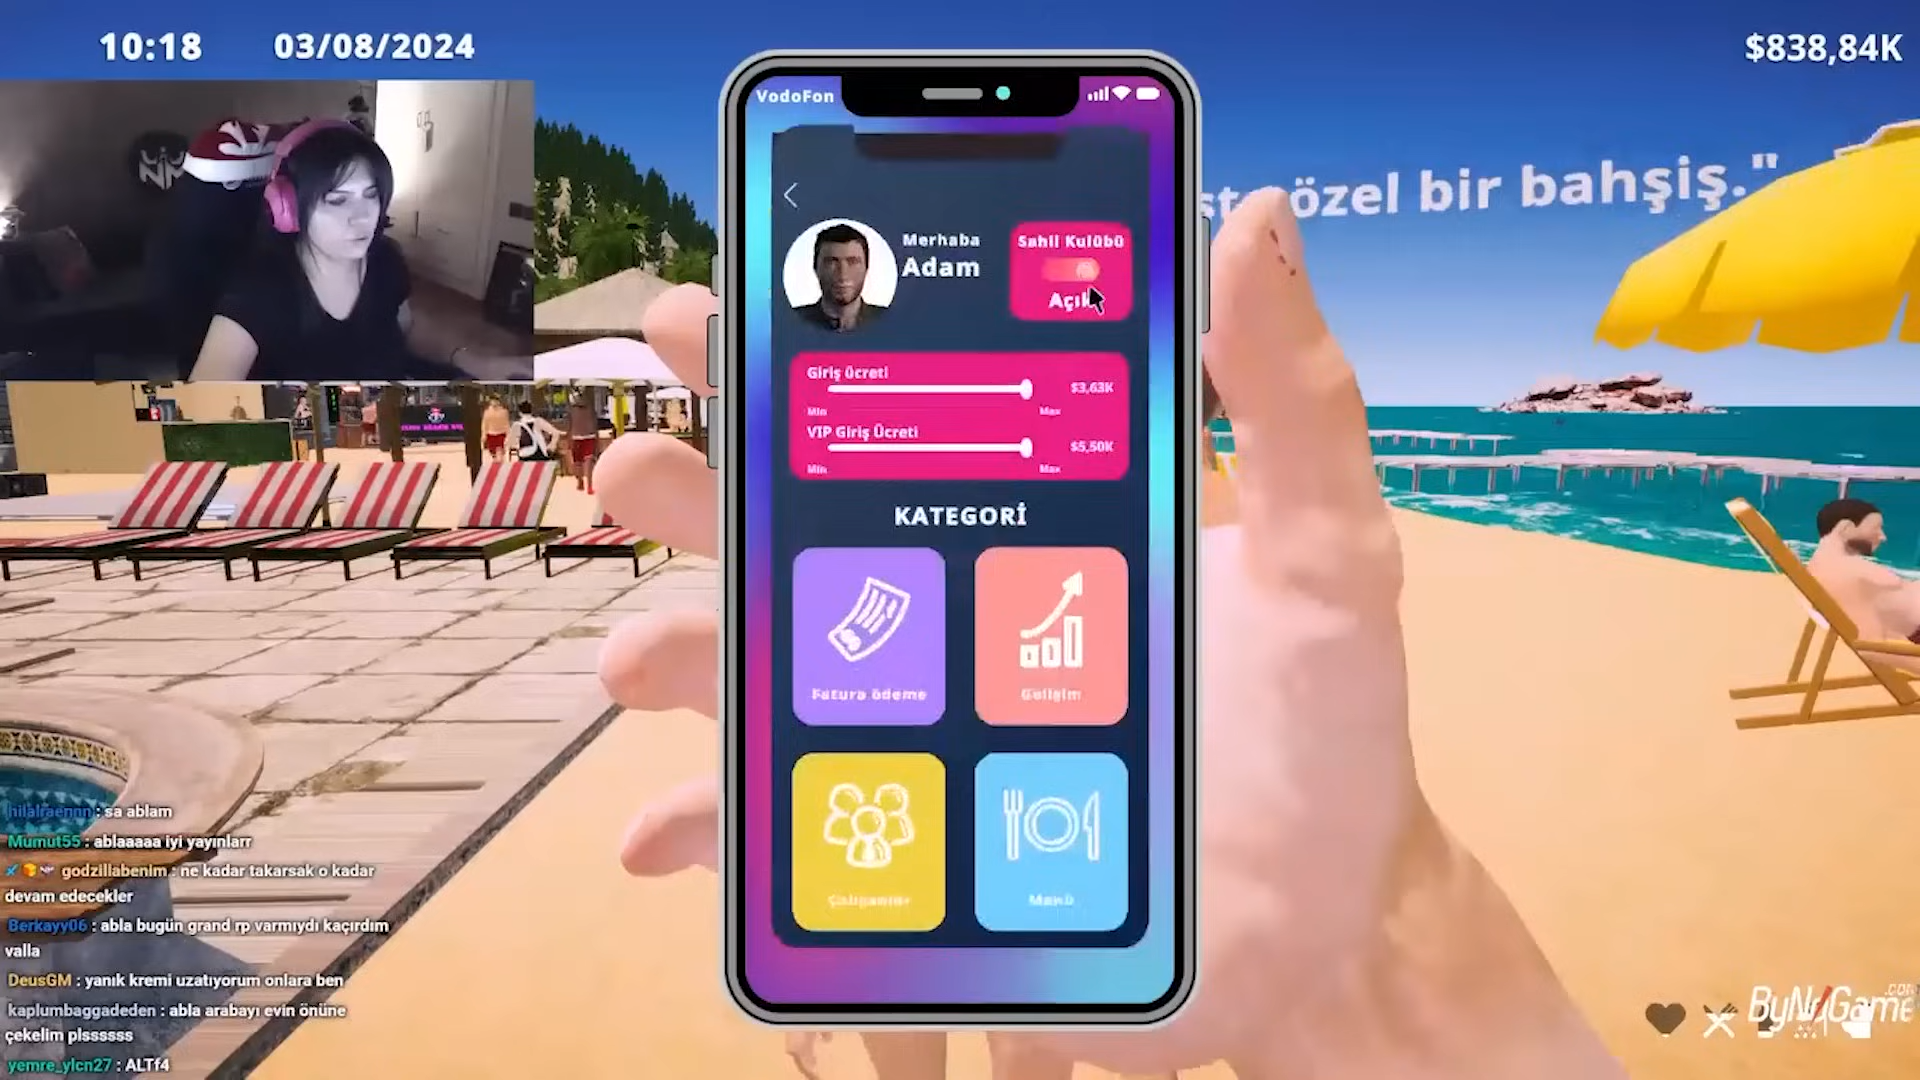 10:18
03/08/2024
$838,84K
VodoFon
özel bir bahşiş."
Merhaba
Adam
Sahil Kulübü
Açık
Giriş ücreti
$3,63K
Min
Max
VIP Giriş Ücreti
$5,50K
Min
Max
KATEGORİ
Fatura ödeme
Gelişim
Çalışanlar
Menü
hilalraennn : sa ablam
Mumut55 : ablaaaaa iyi yayınlarr
godzillabenim : ne kadar takarsak o kadar
devam edecekler
Berkayy06 : abla bugün grand rp varmıydı kaçırdım
valla
DeusGM : yanık kremi uzatıyorum onlara ben
kaplumbaggadeden : abla arabayı evin önüne
çekelim plssssss
yemre_ylcn27 : ALTf4
ByNoGame
.com